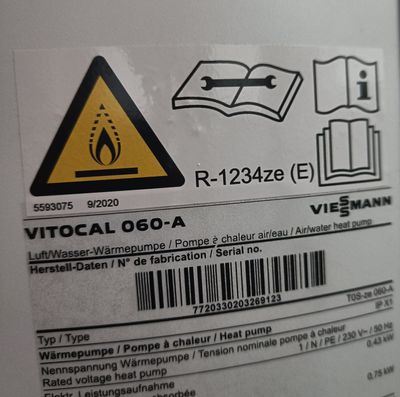 R-1234ze (E)
5593075 9/2020
VITOCAL 060-A
VIESSMANN
Luft/Wasser-Wärmepumpe / Pompe à chaleur air/eau / Air/water heat pump
Herstell-Daten / N° de fabrication / Serial no.
7720330203269123
Typ / Type
T0S-ze 060-A
IP X1
Wärmepumpe / Pompe à chaleur / Heat pump
Nennspannung Wärmepumpe / Tension nominale pompe à chaleur
1 / N / PE / 230 V~ / 50 Hz
Rated voltage heat pump
0,43 kW
Elektr. Leistungsaufnahme
0,75 kW